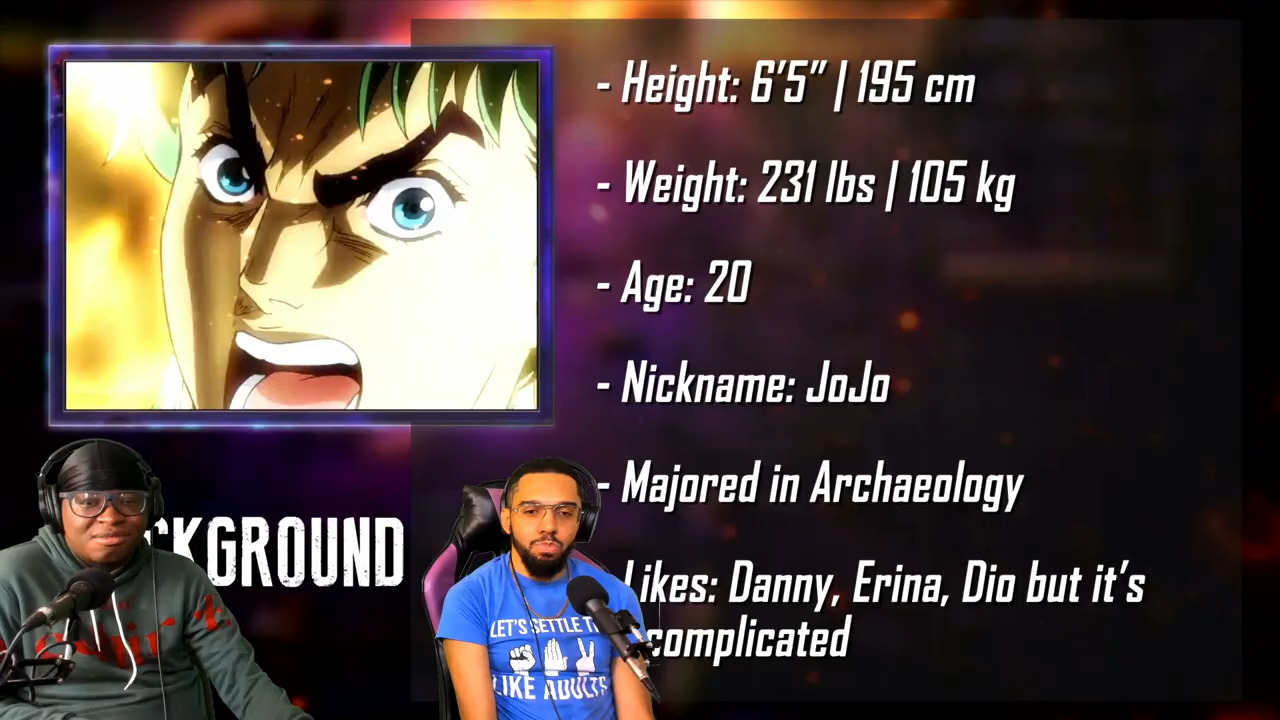 - Height: 6'5" | 195 cm
- Weight: 231 lbs | 105 kg
- Age: 20
- Nickname: JoJo
- Majored in Archaeology
- Likes: Danny, Erina, Dio but it's
complicated
CKGROUND
LET'S SETTLE TH
LIKE ADULTS